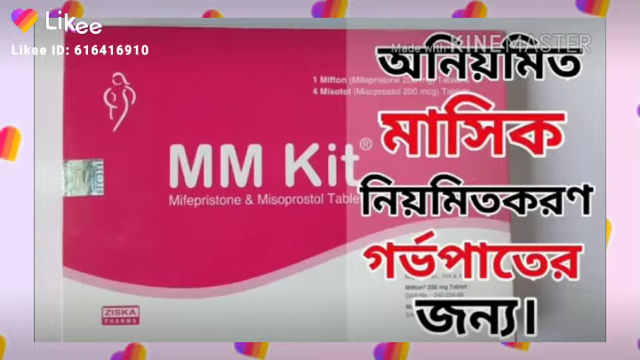 Likee
Likee ID: 616416910
Made with KINEMASTER
অনিয়মিত
মাসিক
নিয়মিতকরণ
গর্ভপাতের
জন্য।
1 Mifton (Mifepristone
4 Misotol (Misoprostol 200 mcg)
MM Kit®
Mifepristone & Misoprostol Table
ZISKA
PHARMA
Mifton® 200 mg Tablet